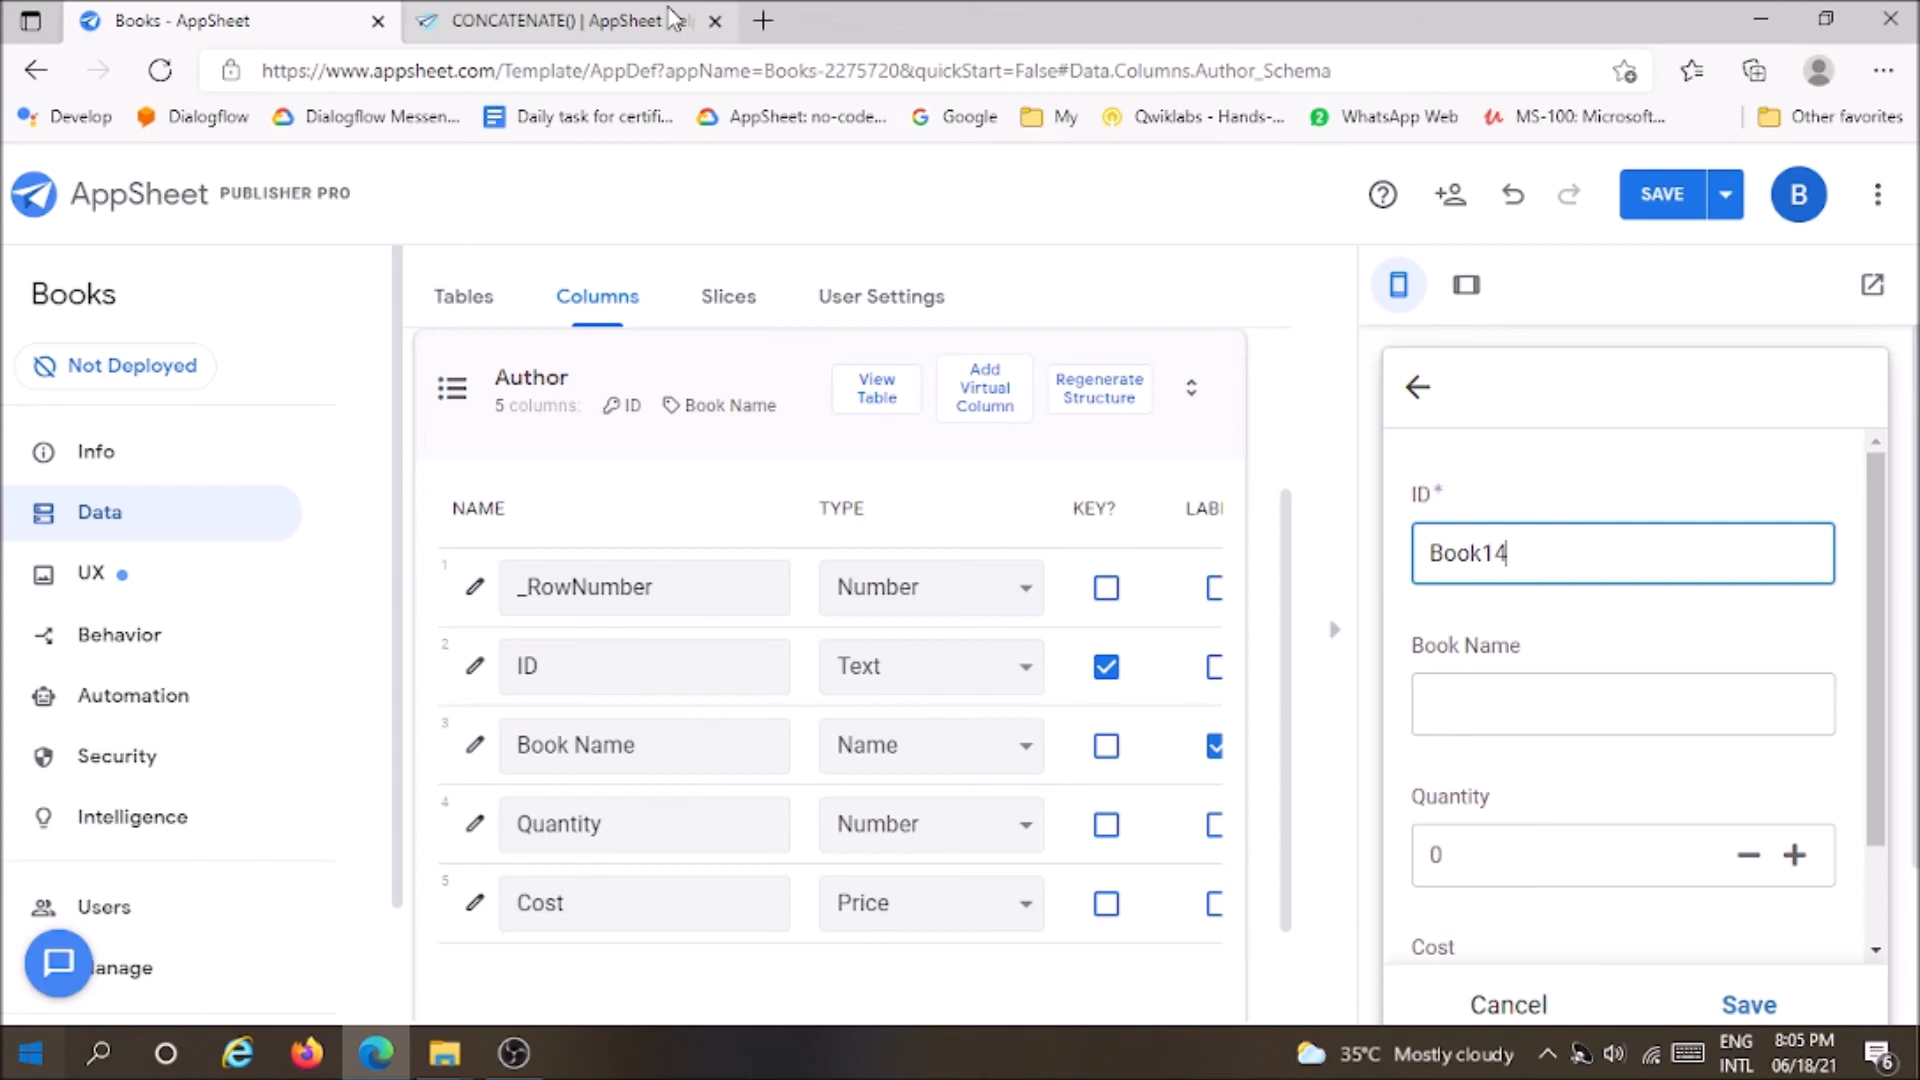 Books - AppSheet
CONCATENATE() | AppSheet
https://www.appsheet.com/Template/AppDef?appName=Books-2275720&quickStart=False#Data.Columns.Author_Schema
Develop
Dialogflow
Dialogflow Messen...
Daily task for certifi...
AppSheet: no-code...
Google
My
Qwiklabs - Hands-...
2
WhatsApp Web
MS-100: Microsoft...
Other favorites
AppSheet PUBLISHER PRO
SAVE
B
Books
Not Deployed
Info
Data
UX
Behavior
Automation
Security
Intelligence
Users
anage
Tables
Columns
Slices
User Settings
Author
5 columns: ID Book Name
View Table
Add Virtual Column
Regenerate Structure
NAME TYPE KEY? LABI
1 _RowNumber Number
2 ID Text
3 Book Name Name
4 Quantity Number
5 Cost Price
ID*
Book14
Book Name
Quantity
0
Cost
Cancel
Save
35°C Mostly cloudy
ENG
INTL
8:05 PM
06/18/21
6